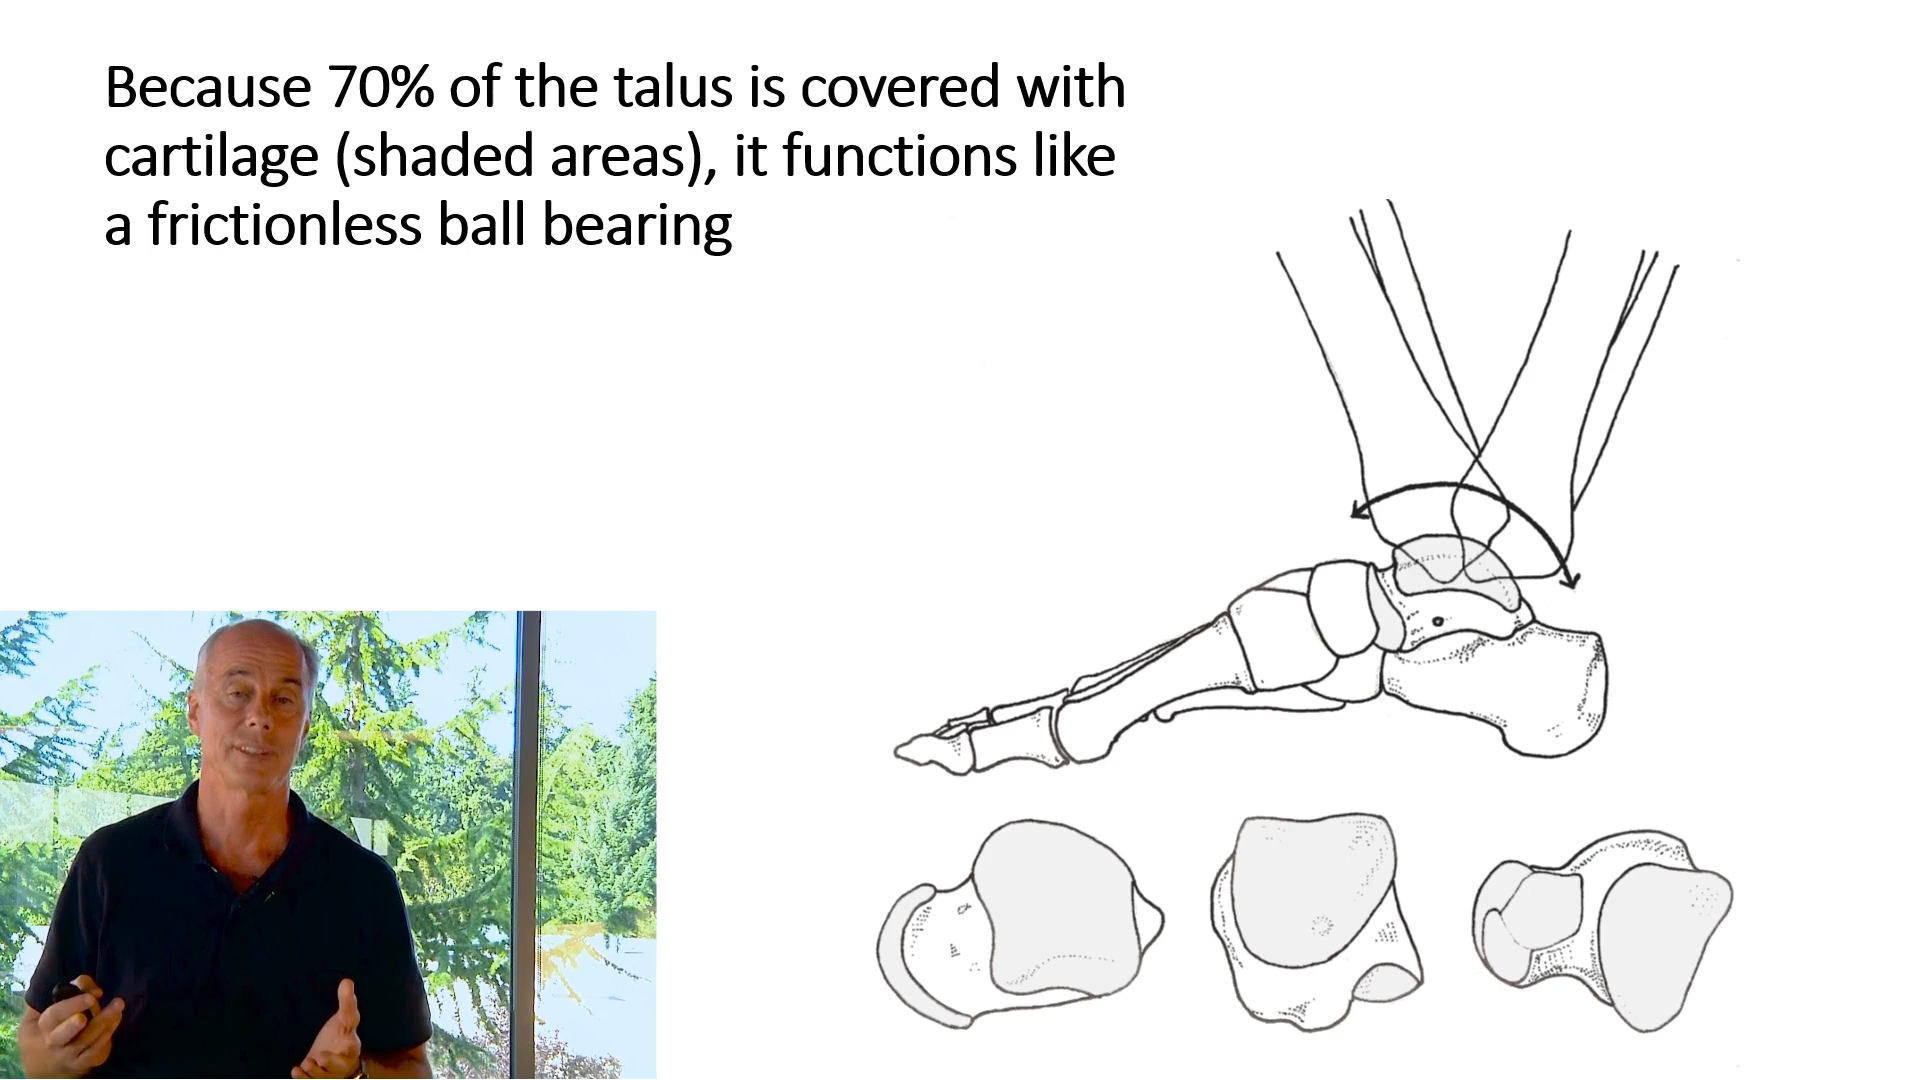 Because 70% of the talus is covered with
cartilage (shaded areas), it functions like
a frictionless ball bearing